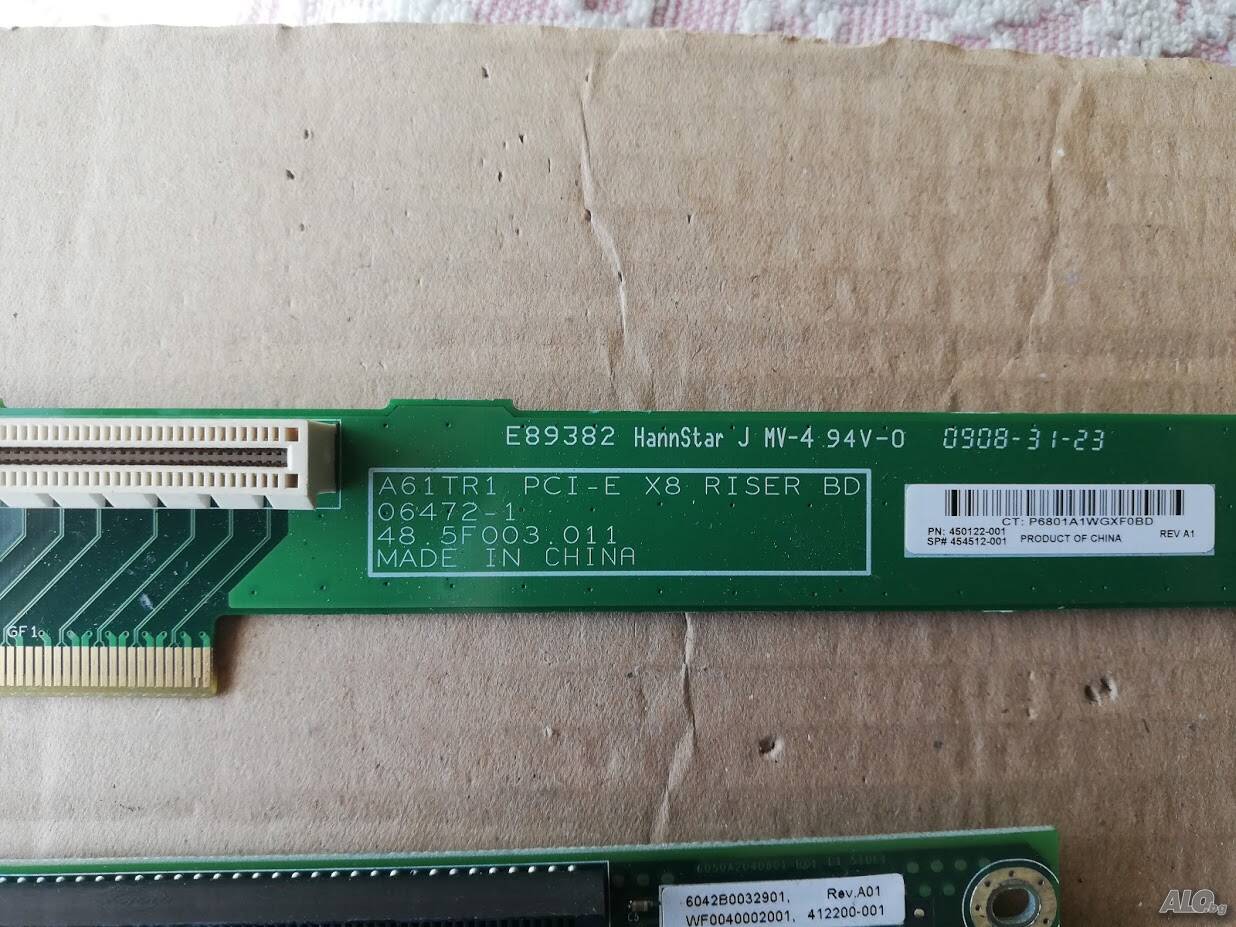 E89382 HannStar J MV-4 94V-0 0908-31-23
A61TR1 PCI-E X8 RISER BD
06472-1
48.5F003.011
MADE IN CHINA
CT: P6801A1WGXF0BD
PN: 450122-001
SP# 454512-001 PRODUCT OF CHINA REV A1
GF1
6042B0032901, Rev.A01
WF0040002001, 412200-001
ALO.bg